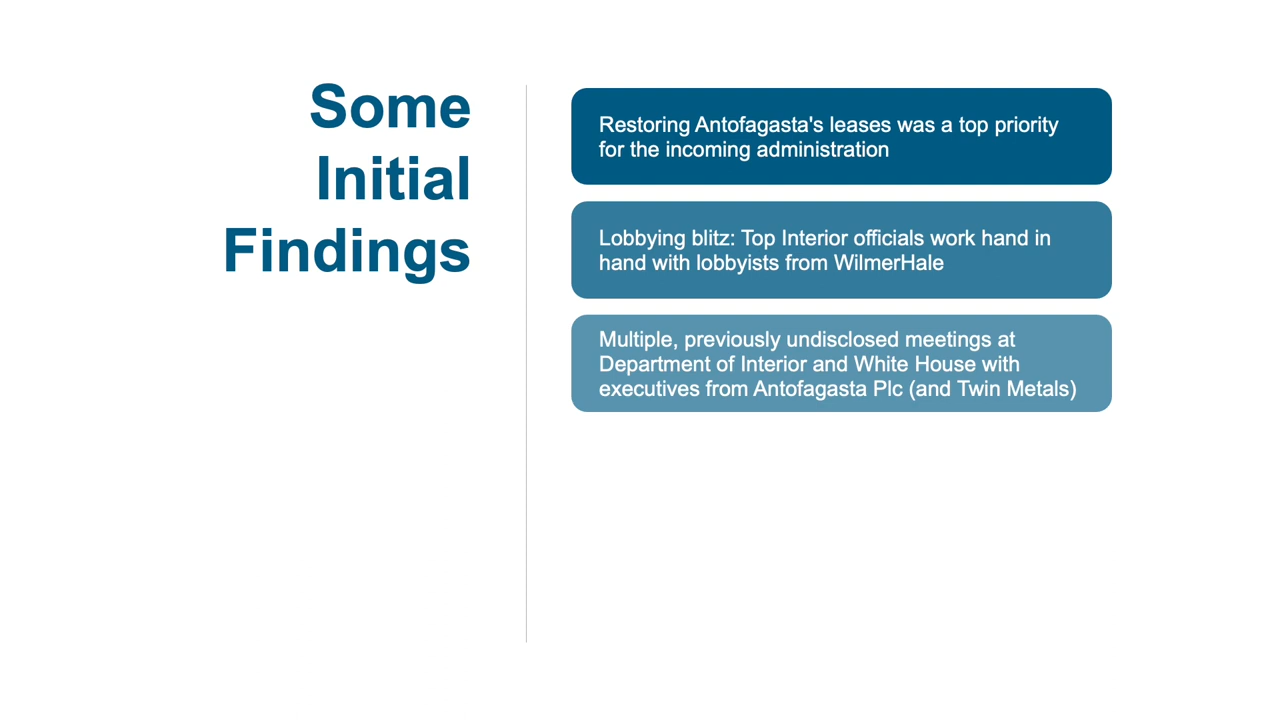 Some
Initial
Findings
Restoring Antofagasta's leases was a top priority
for the incoming administration
Lobbying blitz: Top Interior officials work hand in
hand with lobbyists from WilmerHale
Multiple, previously undisclosed meetings at
Department of Interior and White House with
executives from Antofagasta Plc (and Twin Metals)